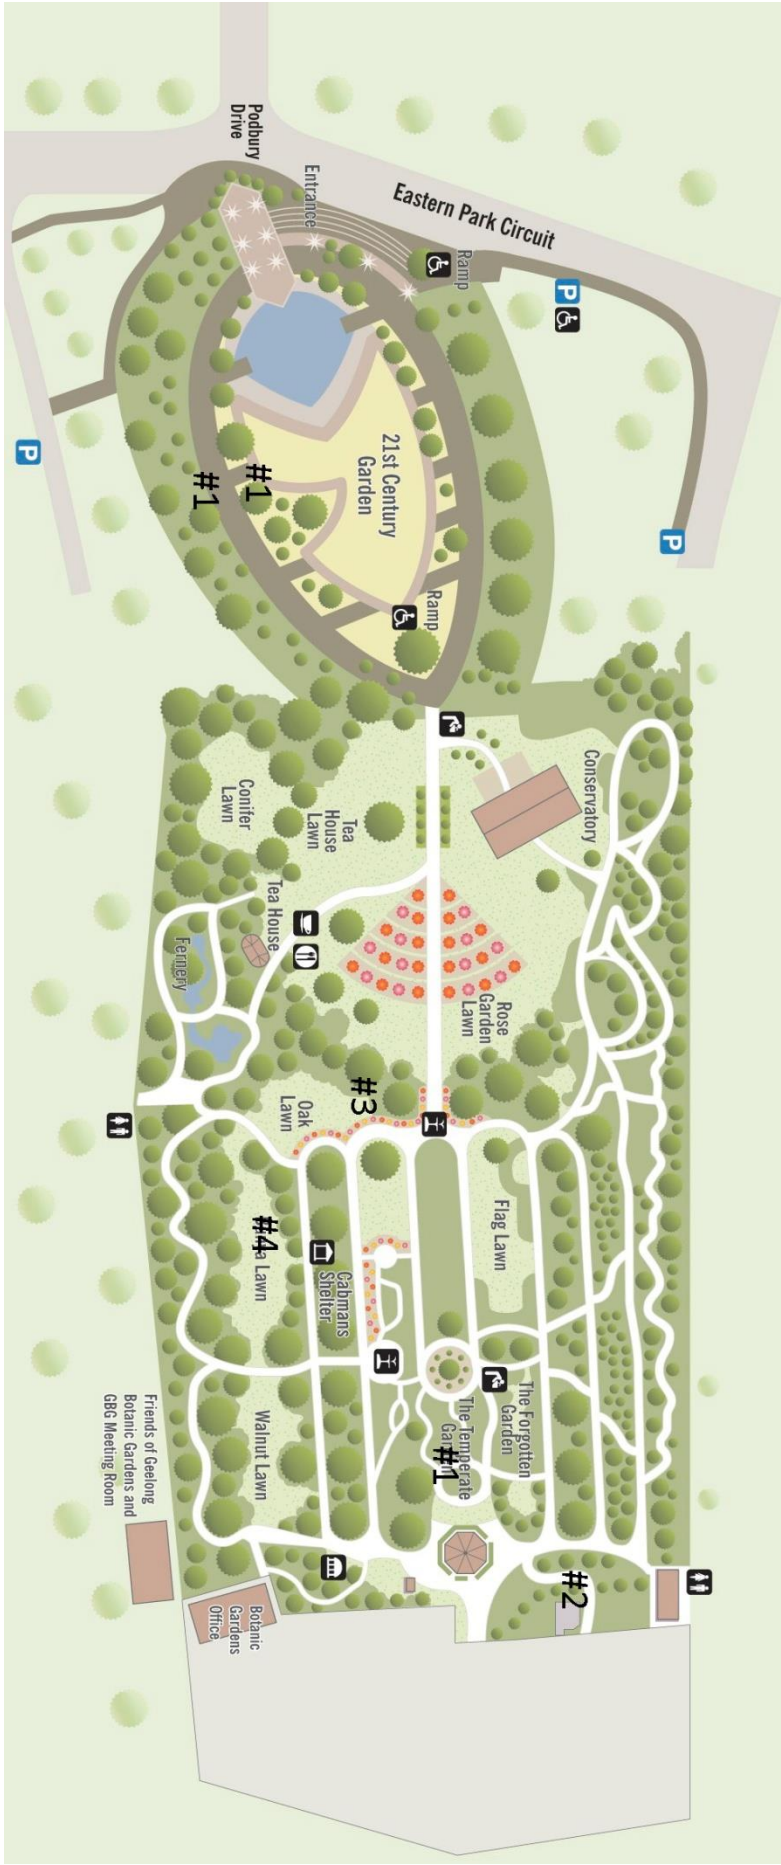 Podbury
Drive
Entrance
Eastern Park Circuit
Ramp
P
P
P
21st Century
Garden
#1
#1
Ramp
Conservatory
Conifer
Lawn
Tea
House
Lawn
Tea House
Fernery
Rose
Garden
Lawn
#3
Oak
Lawn
Flag Lawn
#4
Lawn
Cabmans
Shelter
The Forgotten
Garden
The Temperate
#1
Walnut Lawn
Friends of Geelong
Botanic Gardens and
GBG Meeting Room
#2
Botanic
Gardens
Office